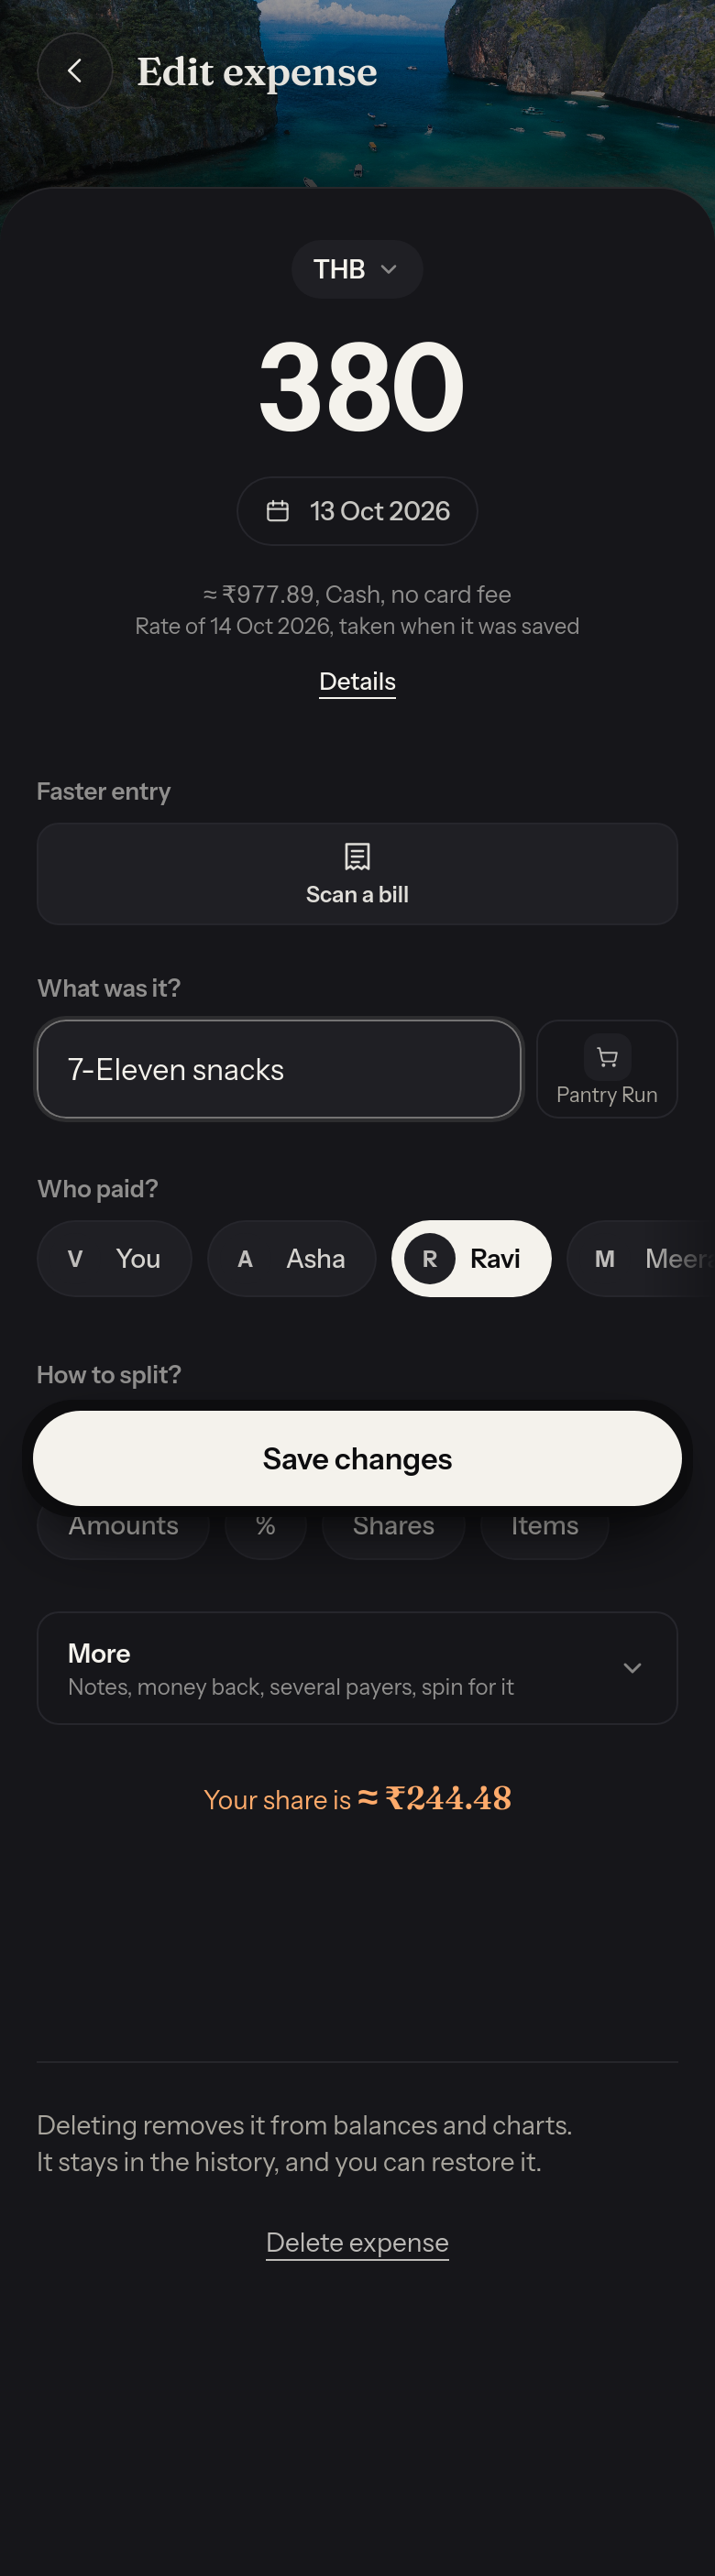 Edit expense
THB
380
13 Oct 2026
≈ ₹977.89, Cash, no card fee
Rate of 14 Oct 2026, taken when it was saved
Details
Faster entry
Scan a bill
What was it?
7-Eleven snacks
Pantry Run
Who paid?
V You A Asha R Ravi M Meera
How to split?
Save changes
Amounts % Shares Items
More
Notes, money back, several payers, spin for it
Your share is ≈ ₹244.48
Deleting removes it from balances and charts.
It stays in the history, and you can restore it.
Delete expense